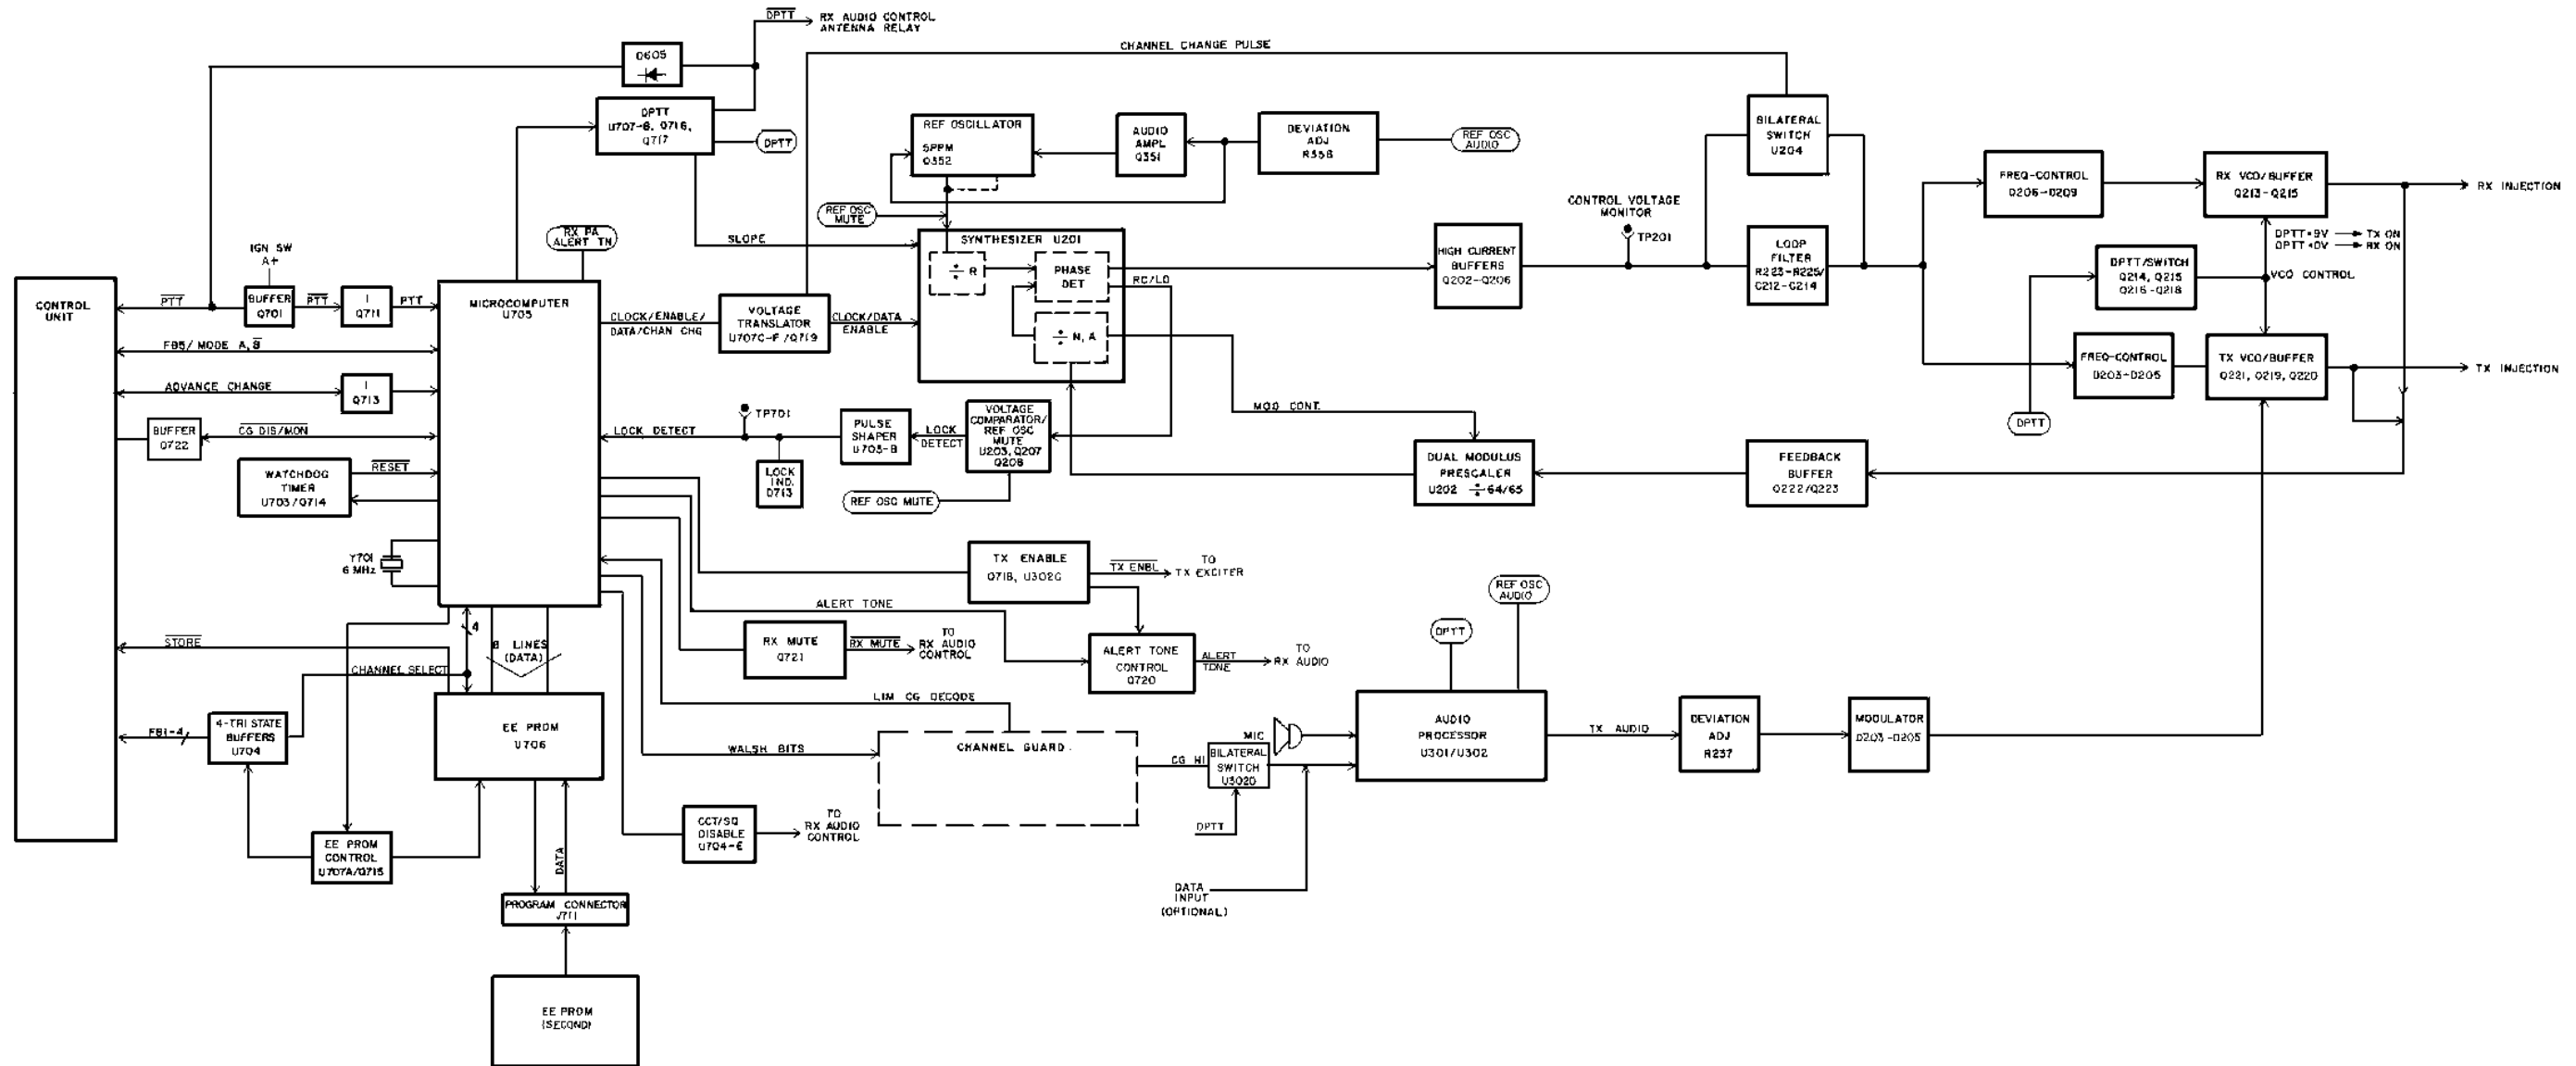 DPTT
RX AUDIO CONTROL
ANTENNA RELAY
CHANNEL CHANGE PULSE
D605
DPTT
U707-B, Q716,
Q717
DPTT
REF OSCILLATOR
5PPM
Q352
AUDIO
AMPL
Q351
DEVIATION
ADJ
R358
REF OSC
AUDIO
BILATERAL
SWITCH
U204
REF OSC
MUTE
CONTROL VOLTAGE
MONITOR
TP201
FREQ-CONTROL
D206-D209
RX VCO/BUFFER
Q213-Q215
RX INJECTION
RX PA
ALERT TN
SLOPE
SYNTHESIZER U201
÷ R
PHASE
DET
RC/LD
÷ N, A
HIGH CURRENT
BUFFERS
Q202-Q206
LOOP
FILTER
R223-R225/
C212-C214
DPTT/SWITCH
Q214, Q215
Q216-Q218
DPTT=9V TX ON
DPTT=0V RX ON
VCO CONTROL
IGN SW
A+
CONTROL
UNIT
PTT
BUFFER
Q701
PTT
1
Q711
PTT
MICROCOMPUTER
U705
CLOCK/ENABLE/
DATA/CHAN CHG
VOLTAGE
TRANSLATOR
U707C-F/Q719
CLOCK/DATA
ENABLE
FB5/ MODE A, B
ADVANCE CHANGE
1
Q713
FREQ-CONTROL
D203-D205
TX VCO/BUFFER
Q221, Q219, Q220
TX INJECTION
BUFFER
Q722
CG DIS/MON
LOCK DETECT
TP701
LOCK
IND.
D713
PULSE
SHAPER
U703-B
LOCK
DETECT
VOLTAGE
COMPARATOR/
REF OSC
MUTE
U203, Q207
Q208
MOD CONT.
DPTT
WATCHDOG
TIMER
U703/Q714
RESET
REF OSC MUTE
DUAL MODULUS
PRESCALER
U202 ÷ 64/65
FEEDBACK
BUFFER
Q222/Q223
Y701
6 MHz
TX ENABLE
Q718, U302C
TX ENBL
TO
TX EXCITER
REF OSC
AUDIO
ALERT TONE
RX MUTE
Q721
RX MUTE
TO
RX AUDIO
CONTROL
ALERT TONE
CONTROL
Q720
ALERT
TONE
TO
RX AUDIO
DPTT
STORE
4
8 LINES
(DATA)
CHANNEL SELECT
FB1-4
4-TRI STATE
BUFFERS
U704
EE PROM
U706
LIM CG DECODE
WALSH BITS
CHANNEL GUARD
CG HI
MIC
BILATERAL
SWITCH
U302D
DPTT
AUDIO
PROCESSOR
U301/U302
TX AUDIO
DEVIATION
ADJ
R237
MODULATOR
D203-D205
EE PROM
CONTROL
U707A/Q715
CCT/SQ
DISABLE
U704-E
TO
RX AUDIO
CONTROL
DATA
DATA
INPUT
(OPTIONAL)
PROGRAM CONNECTOR
J711
EE PROM
(SECOND)